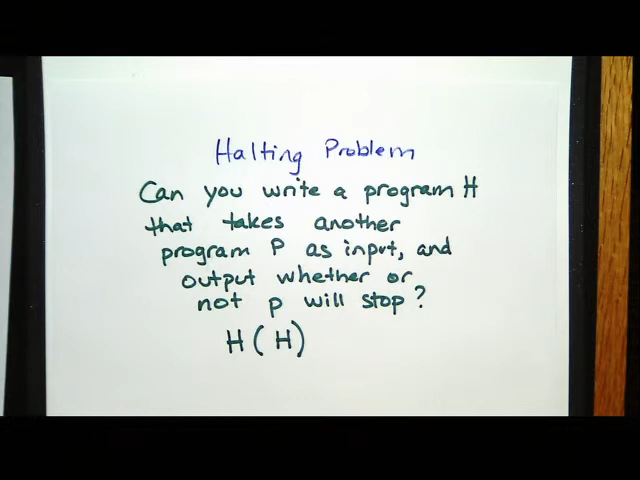 Halting Problem
Can you write a program H
that takes another
program P as input, and
output whether or
not p will stop?
H ( H )